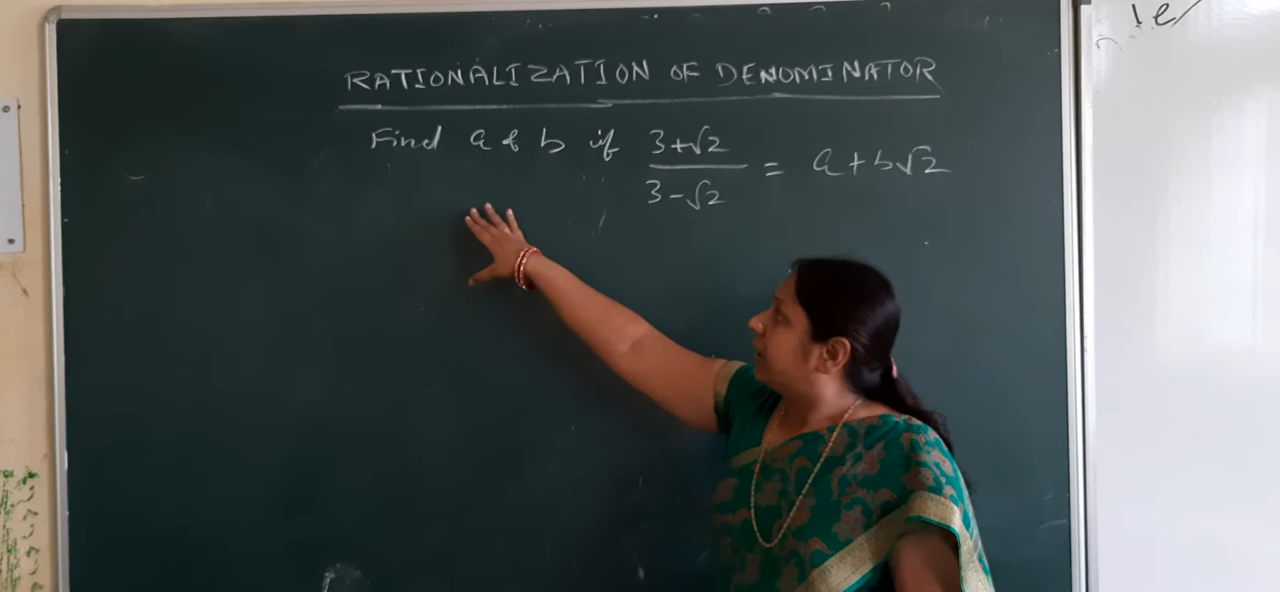 RATIONALIZATION OF DENOMINATOR
Find a & b if 3+√2 / 3-√2 = a+b√2